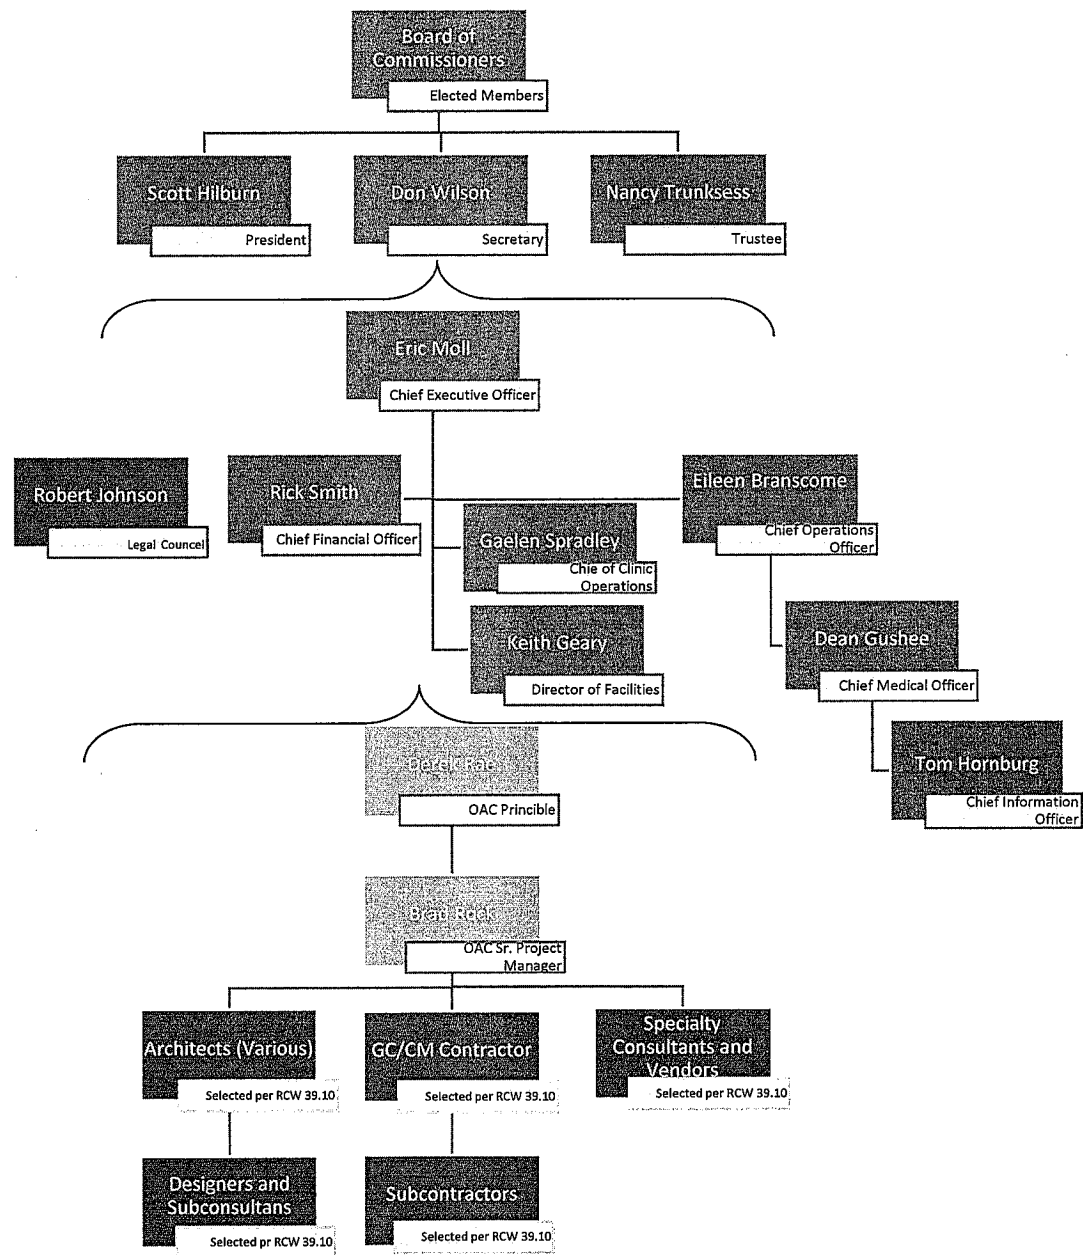 Board of
Commissioners
Elected Members
Scott Hilburn
President
Don Wilson
Secretary
Nancy Trunksess
Trustee
Eric Moll
Chief Executive Officer
Robert Johnson
Legal Councel
Rick Smith
Chief Financial Officer
Eileen Branscome
Chief Operations
Officer
Gaelen Spradley
Chie of Clinic
Operations
Keith Geary
Director of Facilities
Dean Gushee
Chief Medical Officer
Tom Hornburg
Chief Information
Officer
Derek Rae
OAC Princible
Brad Rock
OAC Sr. Project
Manager
Architects (Various)
Selected per RCW 39.10
GC/CM Contractor
Selected per RCW 39.10
Specialty
Consultants and
Vendors
Selected per RCW 39.10
Designers and
Subconsultans
Selected pr RCW 39.10
Subcontractors
Selected per RCW 39.10